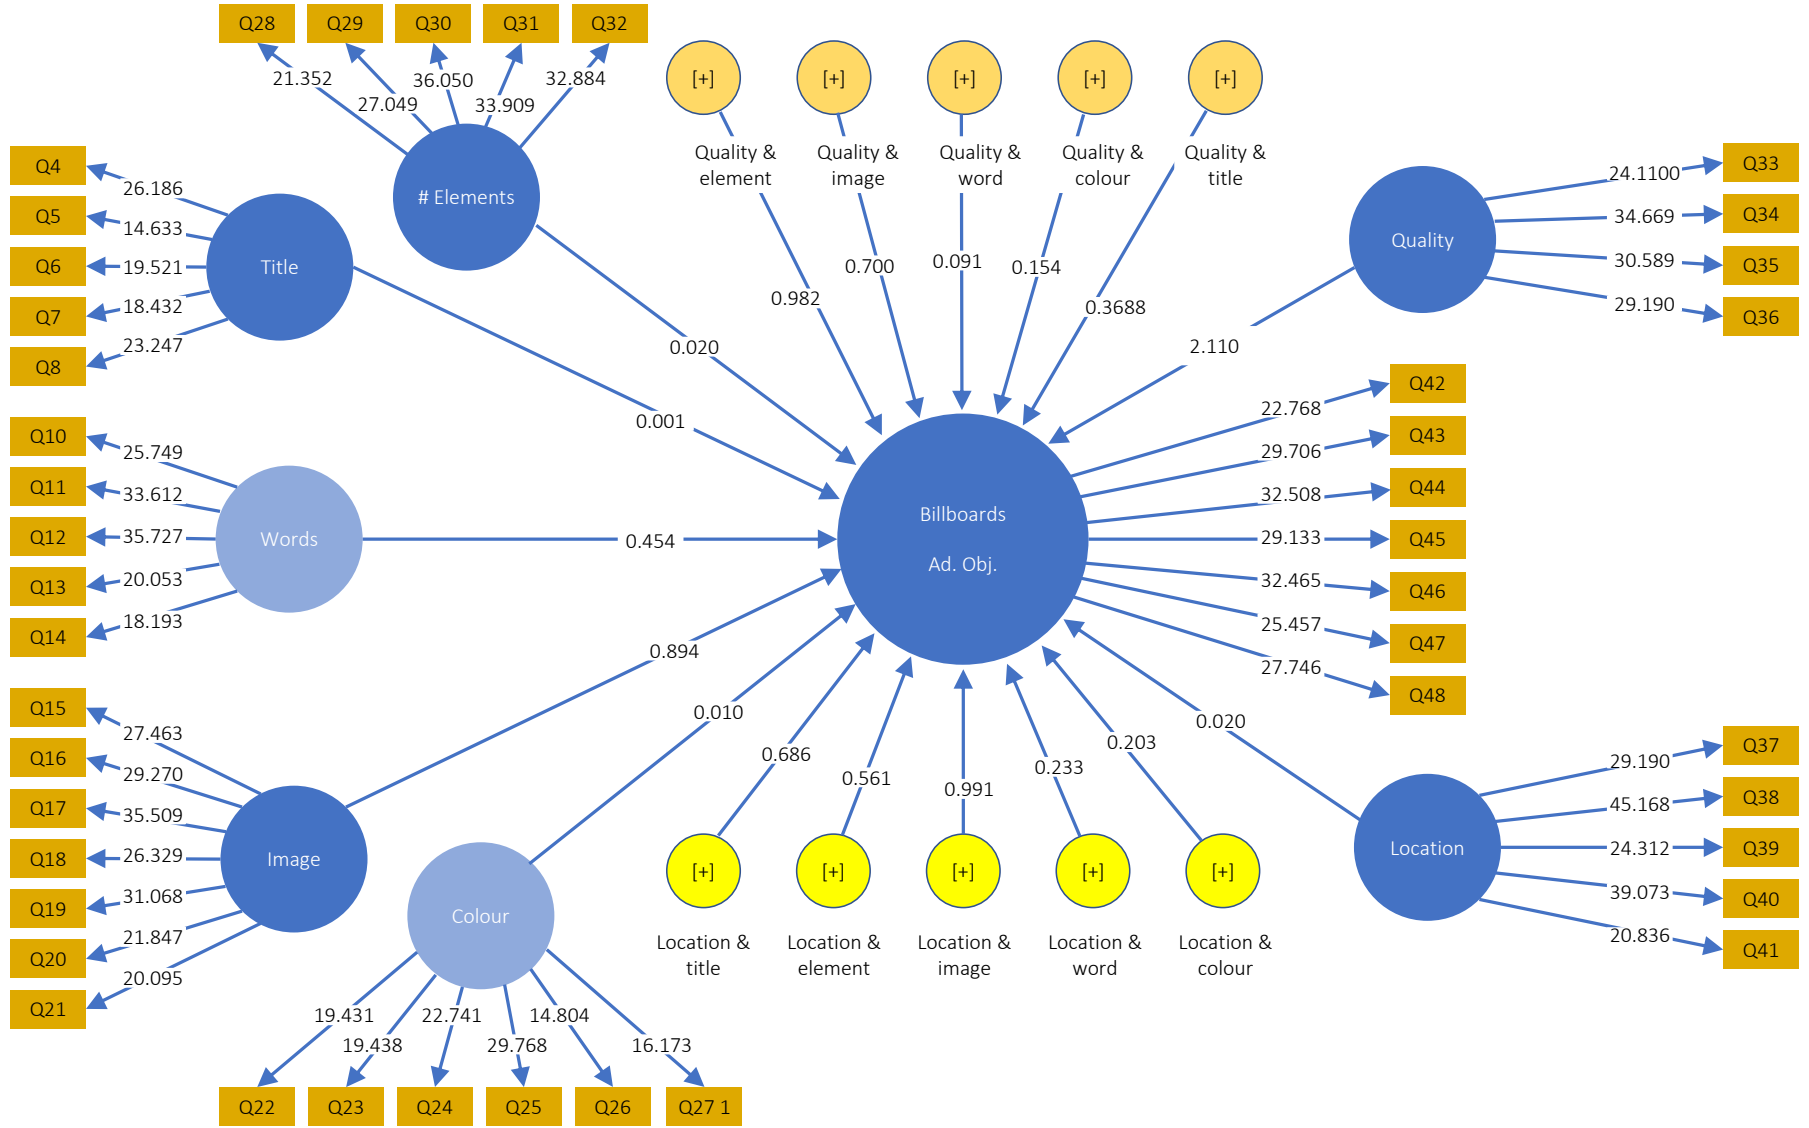 Q28
Q29
Q30
Q31
Q32
21.352
27.049
36.050
33.909
32.884
# Elements
Q4
Q5
Q6
Q7
Q8
26.186
14.633
19.521
18.432
23.247
Title
[+]
[+]
[+]
[+]
[+]
Quality &
element
Quality &
image
Quality &
word
Quality &
colour
Quality &
title
0.982
0.700
0.091
0.154
0.3688
Quality
24.1100
34.669
30.589
29.190
Q33
Q34
Q35
Q36
2.110
0.020
0.001
Q10
Q11
Q12
Q13
Q14
25.749
33.612
35.727
20.053
18.193
Words
0.454
Billboards
Ad. Obj.
22.768
29.706
32.508
29.133
32.465
25.457
27.746
Q42
Q43
Q44
Q45
Q46
Q47
Q48
Q15
Q16
Q17
Q18
Q19
Q20
Q21
27.463
29.270
35.509
26.329
31.068
21.847
20.095
Image
0.894
0.010
0.686
0.561
0.991
0.233
0.203
0.020
[+]
[+]
[+]
[+]
[+]
Location &
title
Location &
element
Location &
image
Location &
word
Location &
colour
Location
29.190
45.168
24.312
39.073
20.836
Q37
Q38
Q39
Q40
Q41
Colour
19.431
19.438
22.741
29.768
14.804
16.173
Q22
Q23
Q24
Q25
Q26
Q27 1